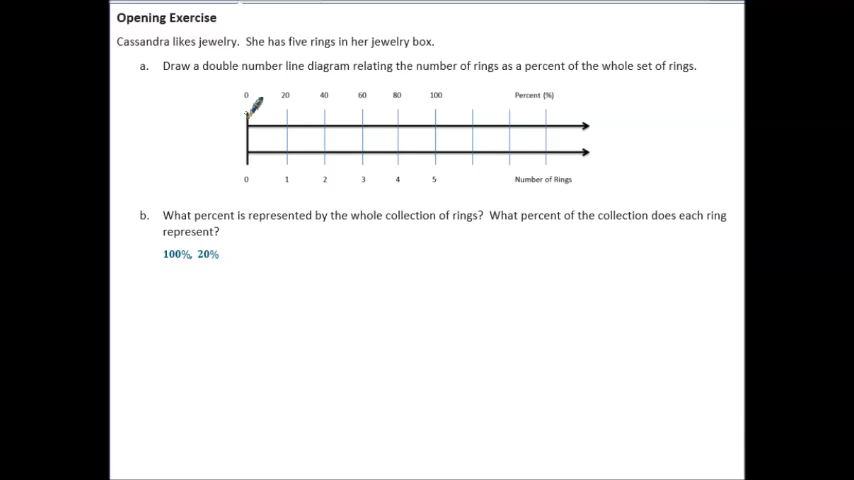 Opening Exercise
Cassandra likes jewelry. She has five rings in her jewelry box.
a. Draw a double number line diagram relating the number of rings as a percent of the whole set of rings.
0 20 40 60 80 100 Percent (%)
0 1 2 3 4 5 Number of Rings
b. What percent is represented by the whole collection of rings? What percent of the collection does each ring
represent?
100%, 20%